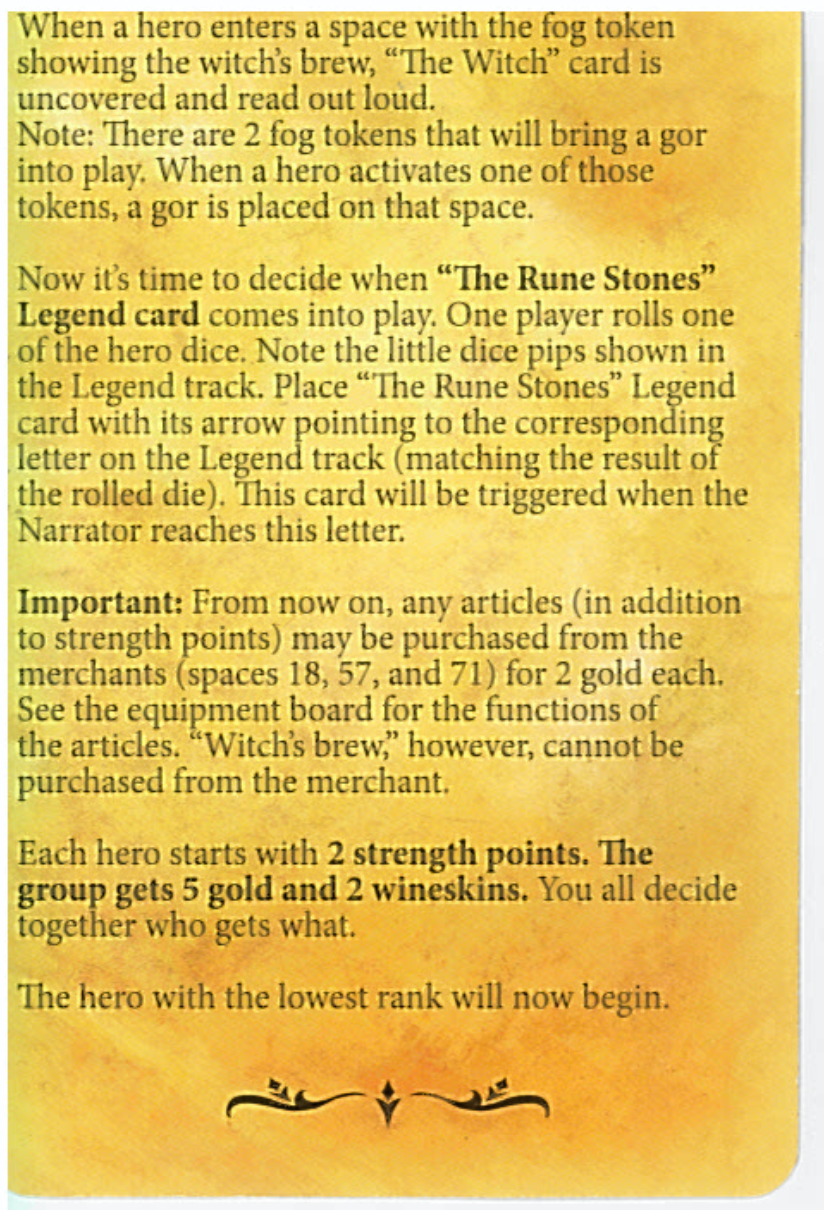 When a hero enters a space with the fog token
showing the witch's brew, “The Witch” card is
uncovered and read out loud.
Note: There are 2 fog tokens that will bring a gor
into play. When a hero activates one of those
tokens, a gor is placed on that space.
Now it's time to decide when “The Rune Stones”
Legend card comes into play. One player rolls one
of the hero dice. Note the little dice pips shown in
the Legend track. Place “The Rune Stones” Legend
card with its arrow pointing to the corresponding
letter on the Legend track (matching the result of
the rolled die). This card will be triggered when the
Narrator reaches this letter.
Important: From now on, any articles (in addition
to strength points) may be purchased from the
merchants (spaces 18, 57, and 71) for 2 gold each.
See the equipment board for the functions of
the articles. “Witch's brew,” however, cannot be
purchased from the merchant.
Each hero starts with 2 strength points. The
group gets 5 gold and 2 wineskins. You all decide
together who gets what.
The hero with the lowest rank will now begin.